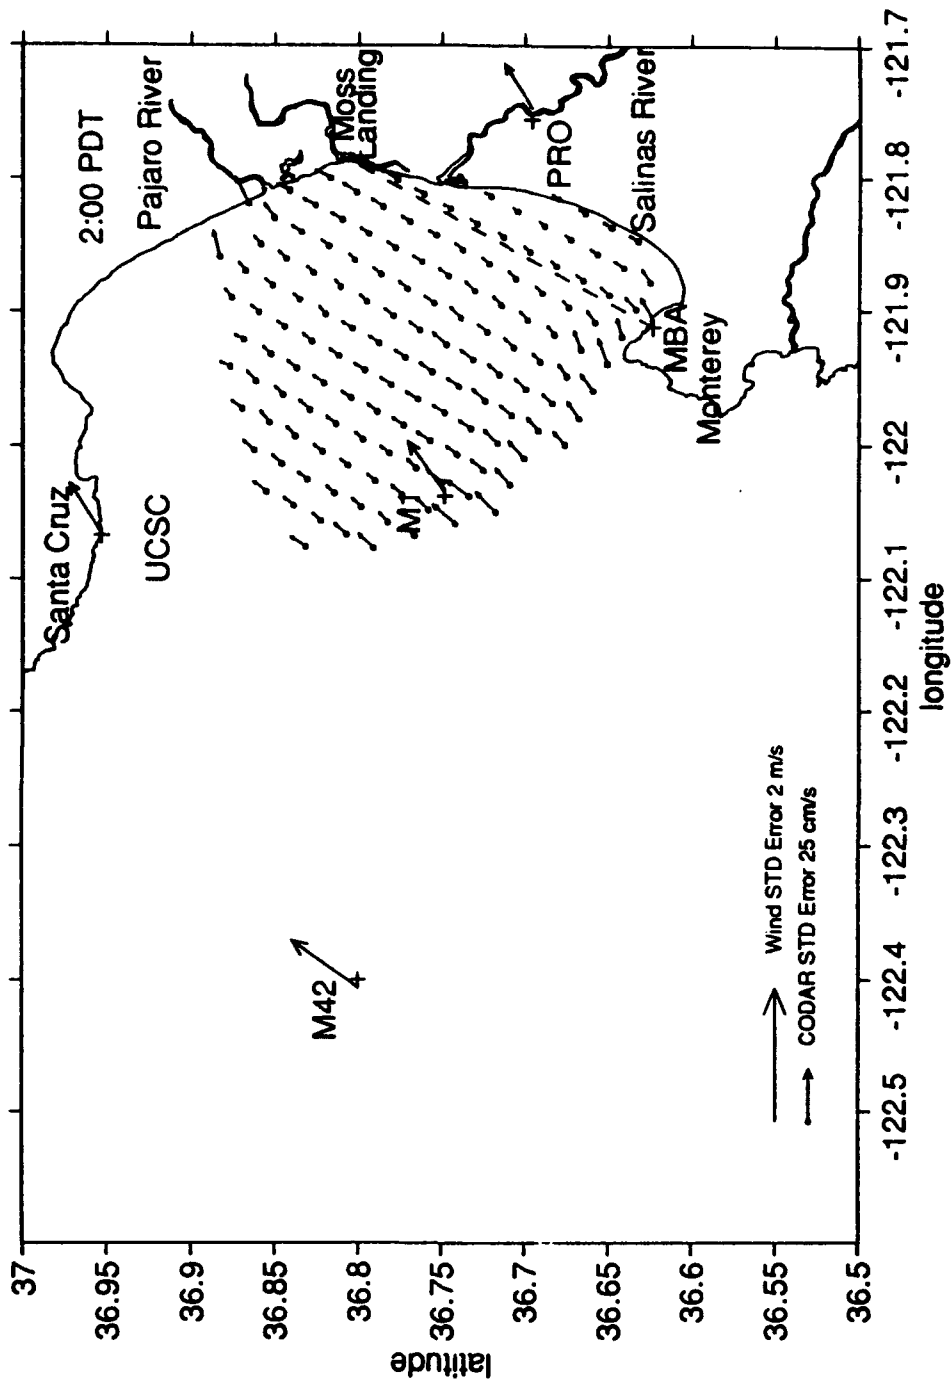 2:00 PDT
Santa Cruz
Pajaro River
UCSC
Moss
Landing
M42
M1
PRO
Salinas River
MBA
Monterey
Wind STD Error 2 m/s
CODAR STD Error 25 cm/s
37
36.95
36.9
36.85
36.8
36.75
36.7
36.65
36.6
36.55
36.5
latitude
-122.5
-122.4
-122.3
-122.2
-122.1
-122
-121.9
-121.8
-121.7
longitude